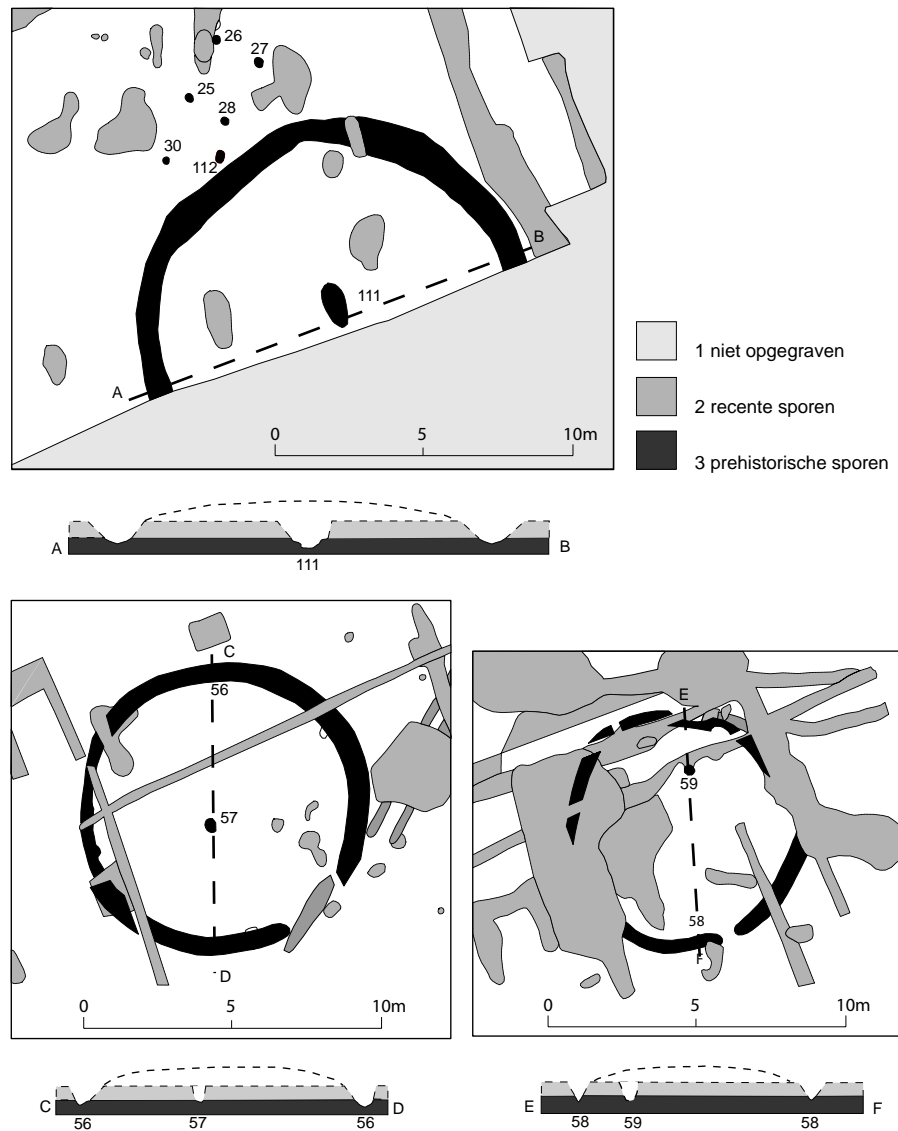 26
27
25
28
30
112
B
111
A
0 5 10m
1 niet opgegraven
2 recente sporen
3 prehistorische sporen
A B
111
C
56
57
D
0 5 10m
E
59
58
F
0 5 10m
C D
56 57 56
E F
58 59 58